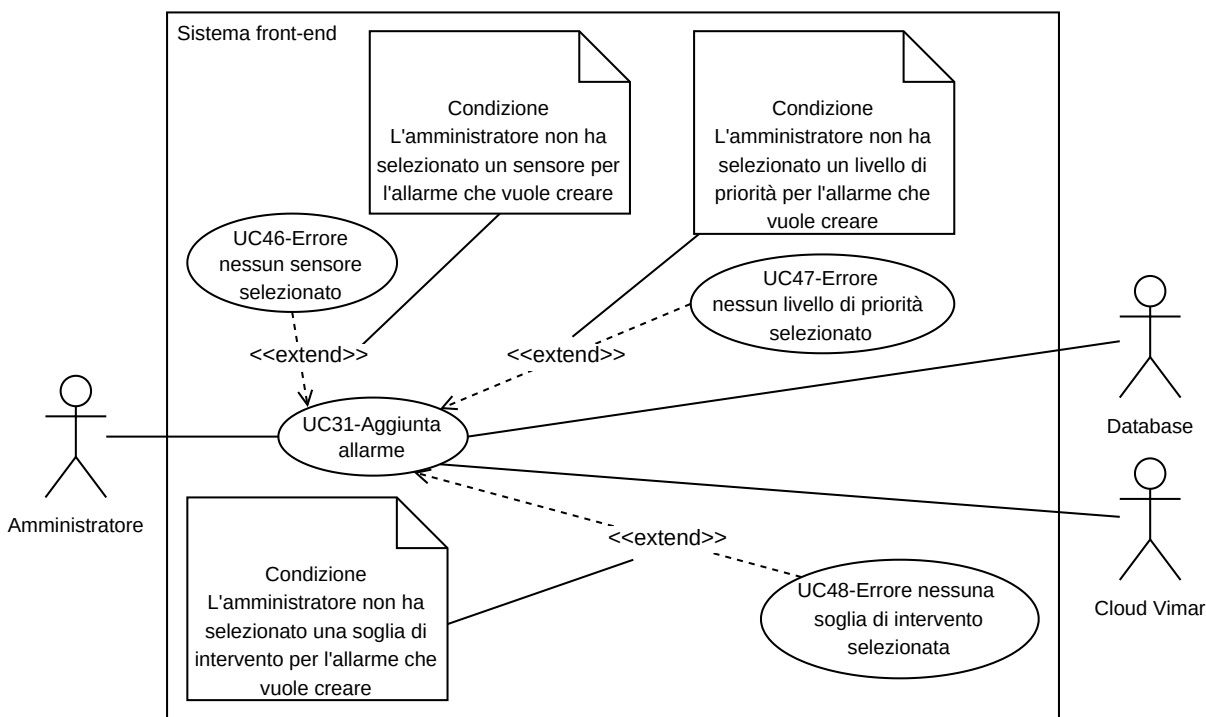 Sistema front-end
Condizione
L'amministratore non ha
selezionato un sensore per
l'allarme che vuole creare
Condizione
L'amministratore non ha
selezionato un livello di
priorità per l'allarme che
vuole creare
UC46-Errore
nessun sensore
selezionato
UC47-Errore
nessun livello di priorità
selezionato
<<extend>>
<<extend>>
UC31-Aggiunta
allarme
Amministratore
Database
Cloud Vimar
<<extend>>
Condizione
L'amministratore non ha
selezionato una soglia di
intervento per l'allarme che
vuole creare
UC48-Errore nessuna
soglia di intervento
selezionata